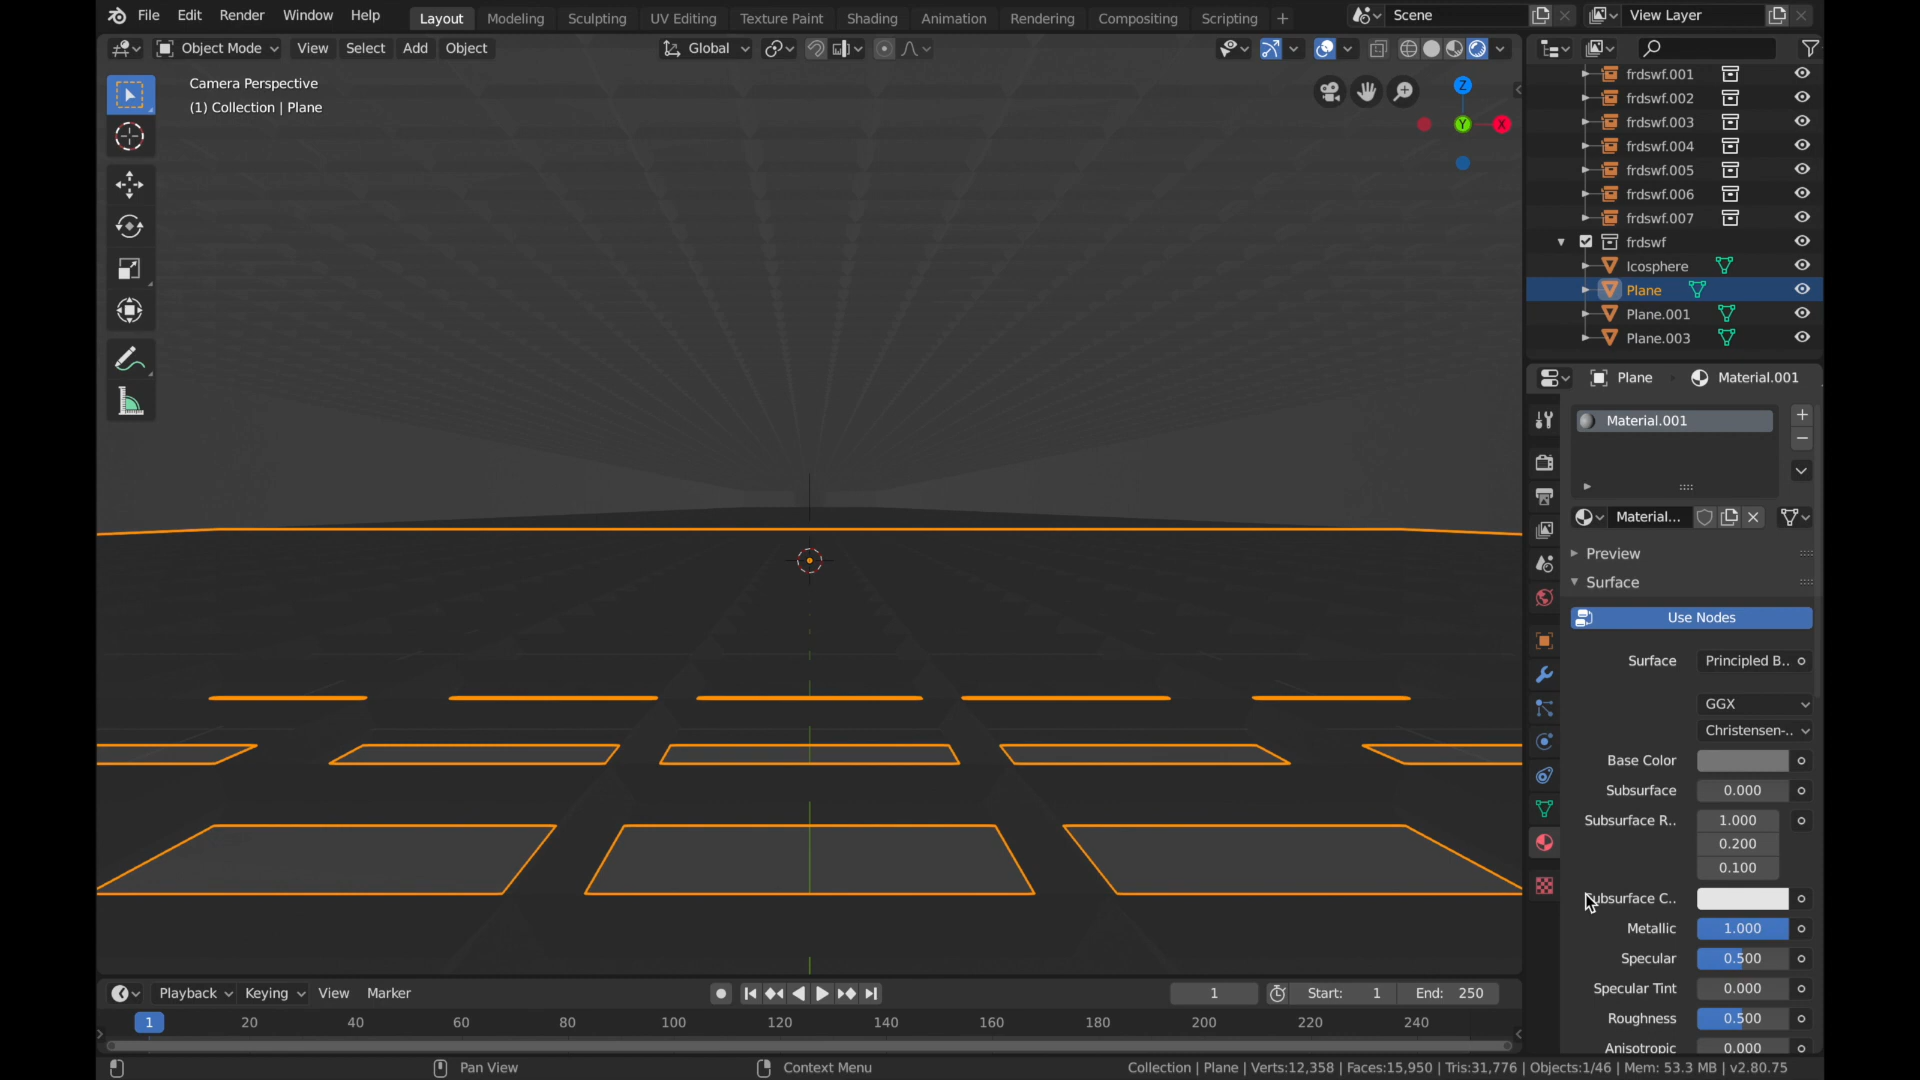 File Edit Render Window Help Layout Modeling Sculpting UV Editing Texture Paint Shading Animation Rendering Compositing Scripting + Scene View Layer
Object Mode View Select Add Object Global
Camera Perspective
(1) Collection | Plane
Z
Y
X
frdswf.001
frdswf.002
frdswf.003
frdswf.004
frdswf.005
frdswf.006
frdswf.007
frdswf
Icosphere
Plane
Plane.001
Plane.003
Plane Material.001
Material.001
Material...
Preview
Surface
Use Nodes
Surface Principled B..
GGX
Christensen-..
Base Color
Subsurface 0.000
Subsurface R.. 1.000
0.200
0.100
Subsurface C..
Metallic 1.000
Specular 0.500
Specular Tint 0.000
Roughness 0.500
Anisotropic 0.000
Playback Keying View Marker 1 Start: 1 End: 250
1 20 40 60 80 100 120 140 160 180 200 220 240
Pan View Context Menu Collection | Plane | Verts:12,358 | Faces:15,950 | Tris:31,776 | Objects:1/46 | Mem: 53.3 MB | v2.80.75